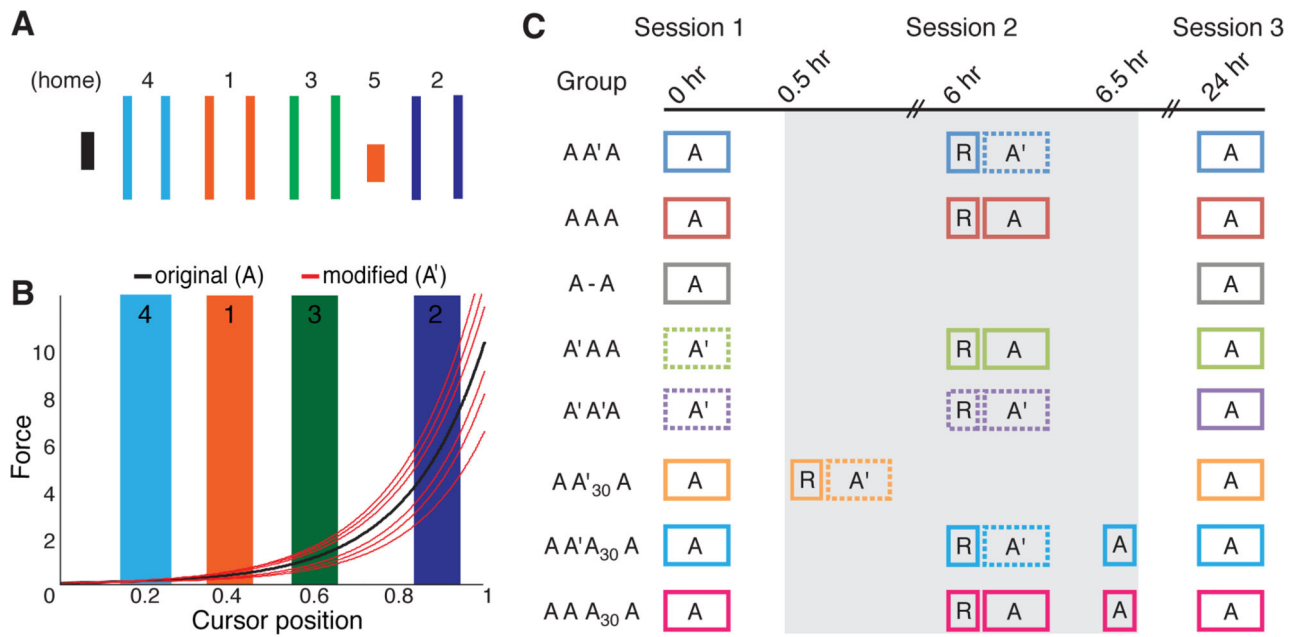 A
(home) 4 1 3 5 2
B
original (A) modified (A')
4 1 3 2
Force
10
8
6
4
2
0 0.2 0.4 0.6 0.8 1
Cursor position
C
Session 1 Session 2 Session 3
Group 0 hr 0.5 hr 6 hr 6.5 hr 24 hr
A A' A A R A' A
A A A A R A A
A - A A A
A' A A A' R A A
A' A'A A' R A' A
A A'30 A A R A' A
A A'A30 A A R A' A A
A A A30 A A R A A A